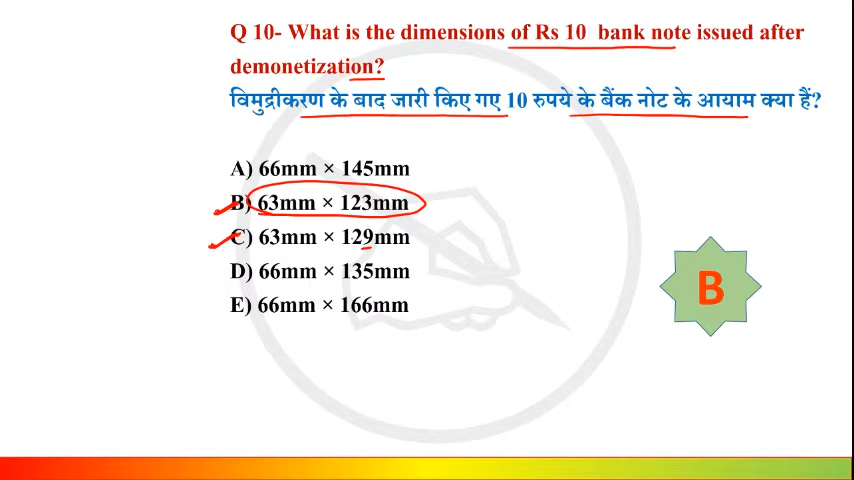 Q 10- What is the dimensions of Rs 10 bank note issued after
demonetization?
विमुद्रीकरण के बाद जारी किए गए 10 रुपये के बैंक नोट के आयाम क्या हैं?
A) 66mm × 145mm
B) 63mm × 123mm
C) 63mm × 129mm
D) 66mm × 135mm
E) 66mm × 166mm
B